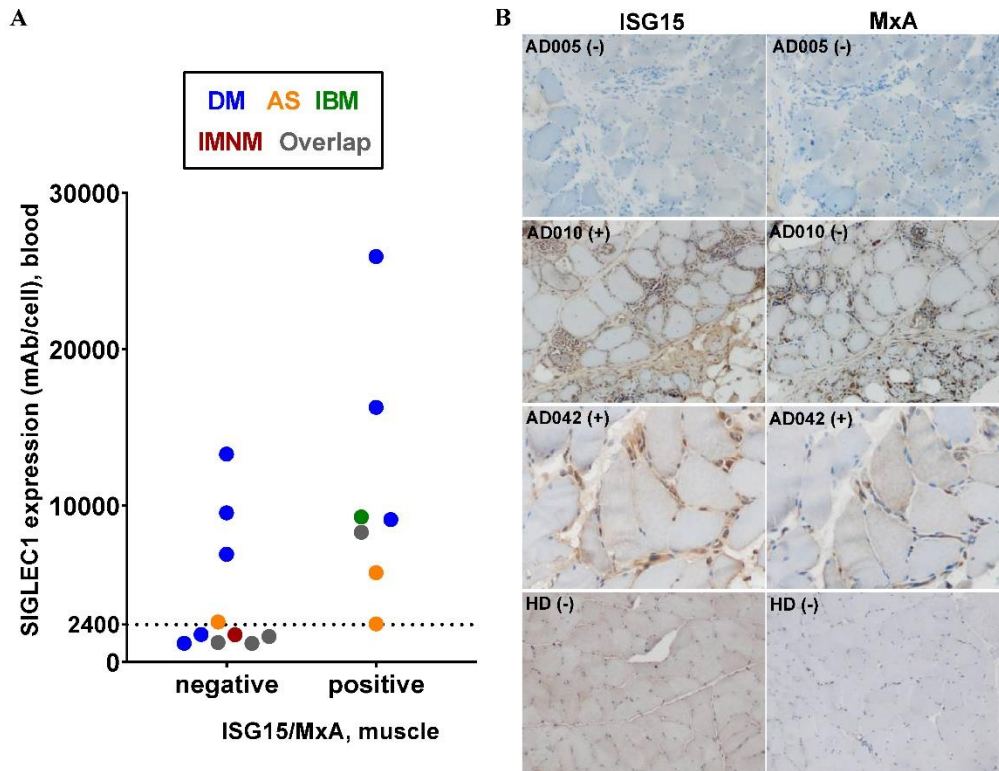 A
DM AS IBM
IMNM Overlap
SIGLEC1 expression (mAb/cell), blood
30000
20000
10000
2400
0
negative positive
ISG15/MxA, muscle
B
ISG15 MxA
AD005 (-) AD005 (-)
AD010 (+) AD010 (-)
AD042 (+) AD042 (+)
HD (-) HD (-)